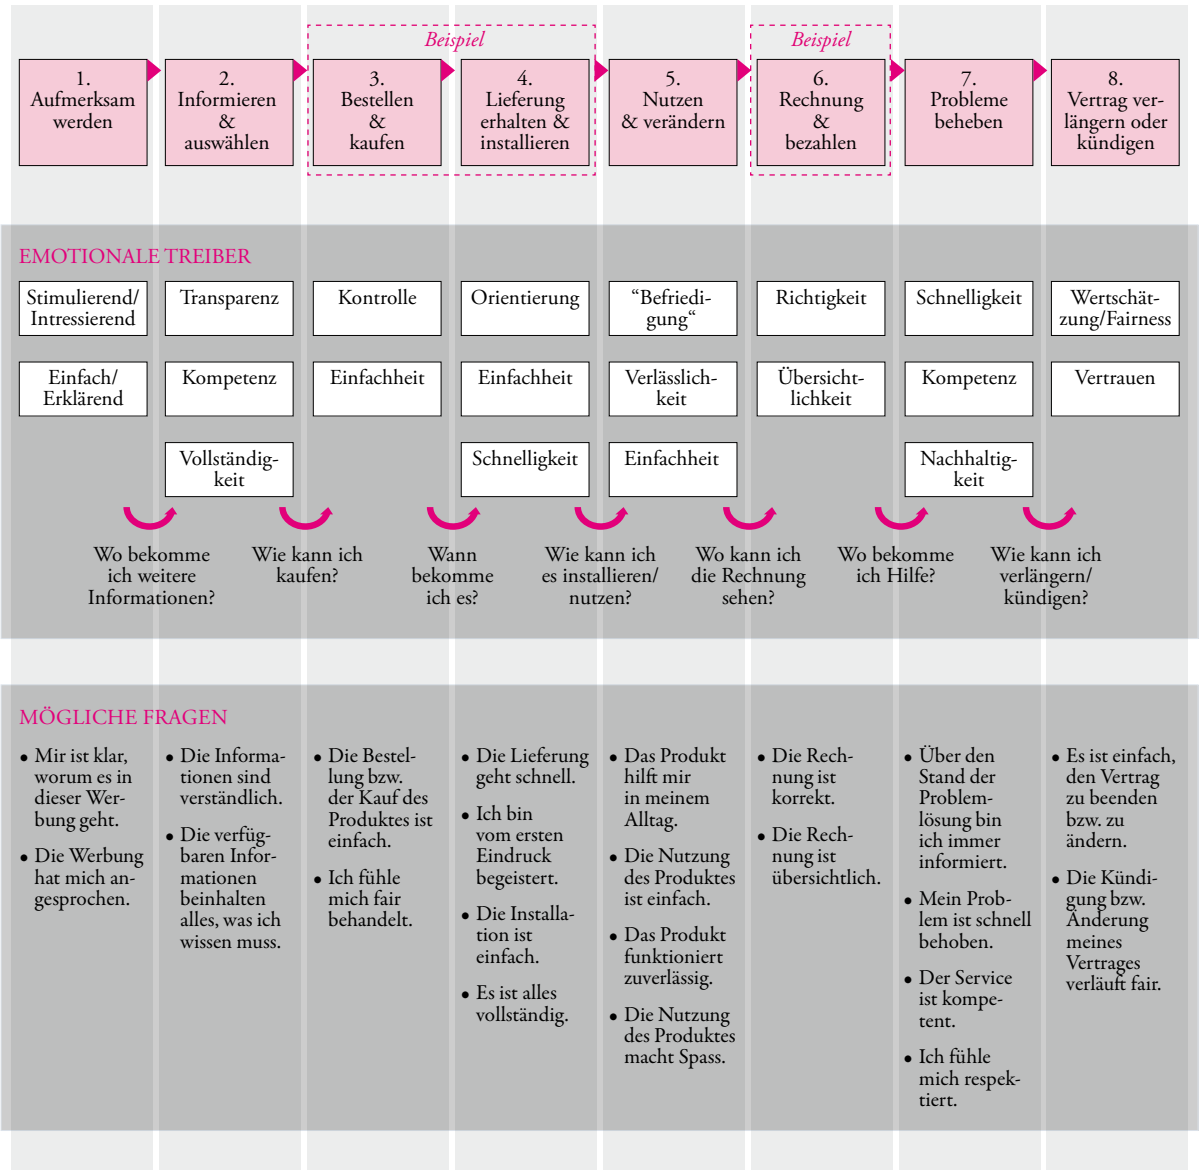 Beispiel
Beispiel
1.
Aufmerksam
werden
2.
Informieren
&
auswählen
3.
Bestellen
&
kaufen
4.
Lieferung
erhalten &
installieren
5.
Nutzen
& verändern
6.
Rechnung
&
bezahlen
7.
Probleme
beheben
8.
Vertrag ver-
längern oder
kündigen
EMOTIONALE TREIBER
Stimulierend/
Intressierend
Transparenz
Kontrolle
Orientierung
“Befriedi-
gung“
Richtigkeit
Schnelligkeit
Wertschät-
zung/Fairness
Einfach/
Erklärend
Kompetenz
Einfachheit
Einfachheit
Verlässlich-
keit
Übersicht-
lichkeit
Kompetenz
Vertrauen
Vollständig-
keit
Schnelligkeit
Einfachheit
Nachhaltig-
keit
Wo bekomme
ich weitere
Informationen?
Wie kann ich
kaufen?
Wann
bekomme
ich es?
Wie kann ich
es installieren/
nutzen?
Wo kann ich
die Rechnung
sehen?
Wo bekomme
ich Hilfe?
Wie kann ich
verlängern/
kündigen?
MÖGLICHE FRAGEN
• Mir ist klar,
worum es in
dieser Wer-
bung geht.
• Die Werbung
hat mich an-
gesprochen.
• Die Informa-
tionen sind
verständlich.
• Die verfüg-
baren Infor-
mationen
beinhalten
alles, was ich
wissen muss.
• Die Bestel-
lung bzw.
der Kauf des
Produktes ist
einfach.
• Ich fühle
mich fair
behandelt.
• Die Lieferung
geht schnell.
• Ich bin
vom ersten
Eindruck
begeistert.
• Die Installa-
tion ist
einfach.
• Es ist alles
vollständig.
• Das Produkt
hilft mir
in meinem
Alltag.
• Die Nutzung
des Produktes
ist einfach.
• Das Produkt
funktioniert
zuverlässig.
• Die Nutzung
des Produktes
macht Spass.
• Die Rech-
nung ist
korrekt.
• Die Rech-
nung ist
übersichtlich.
• Über den
Stand der
Problem-
lösung bin
ich immer
informiert.
• Mein Prob-
lem ist schnell
behoben.
• Der Service
ist kompe-
tent.
• Ich fühle
mich respek-
tiert.
• Es ist einfach,
den Vertrag
zu beenden
bzw. zu
ändern.
• Die Kündi-
gung bzw.
Änderung
meines
Vertrages
verläuft fair.